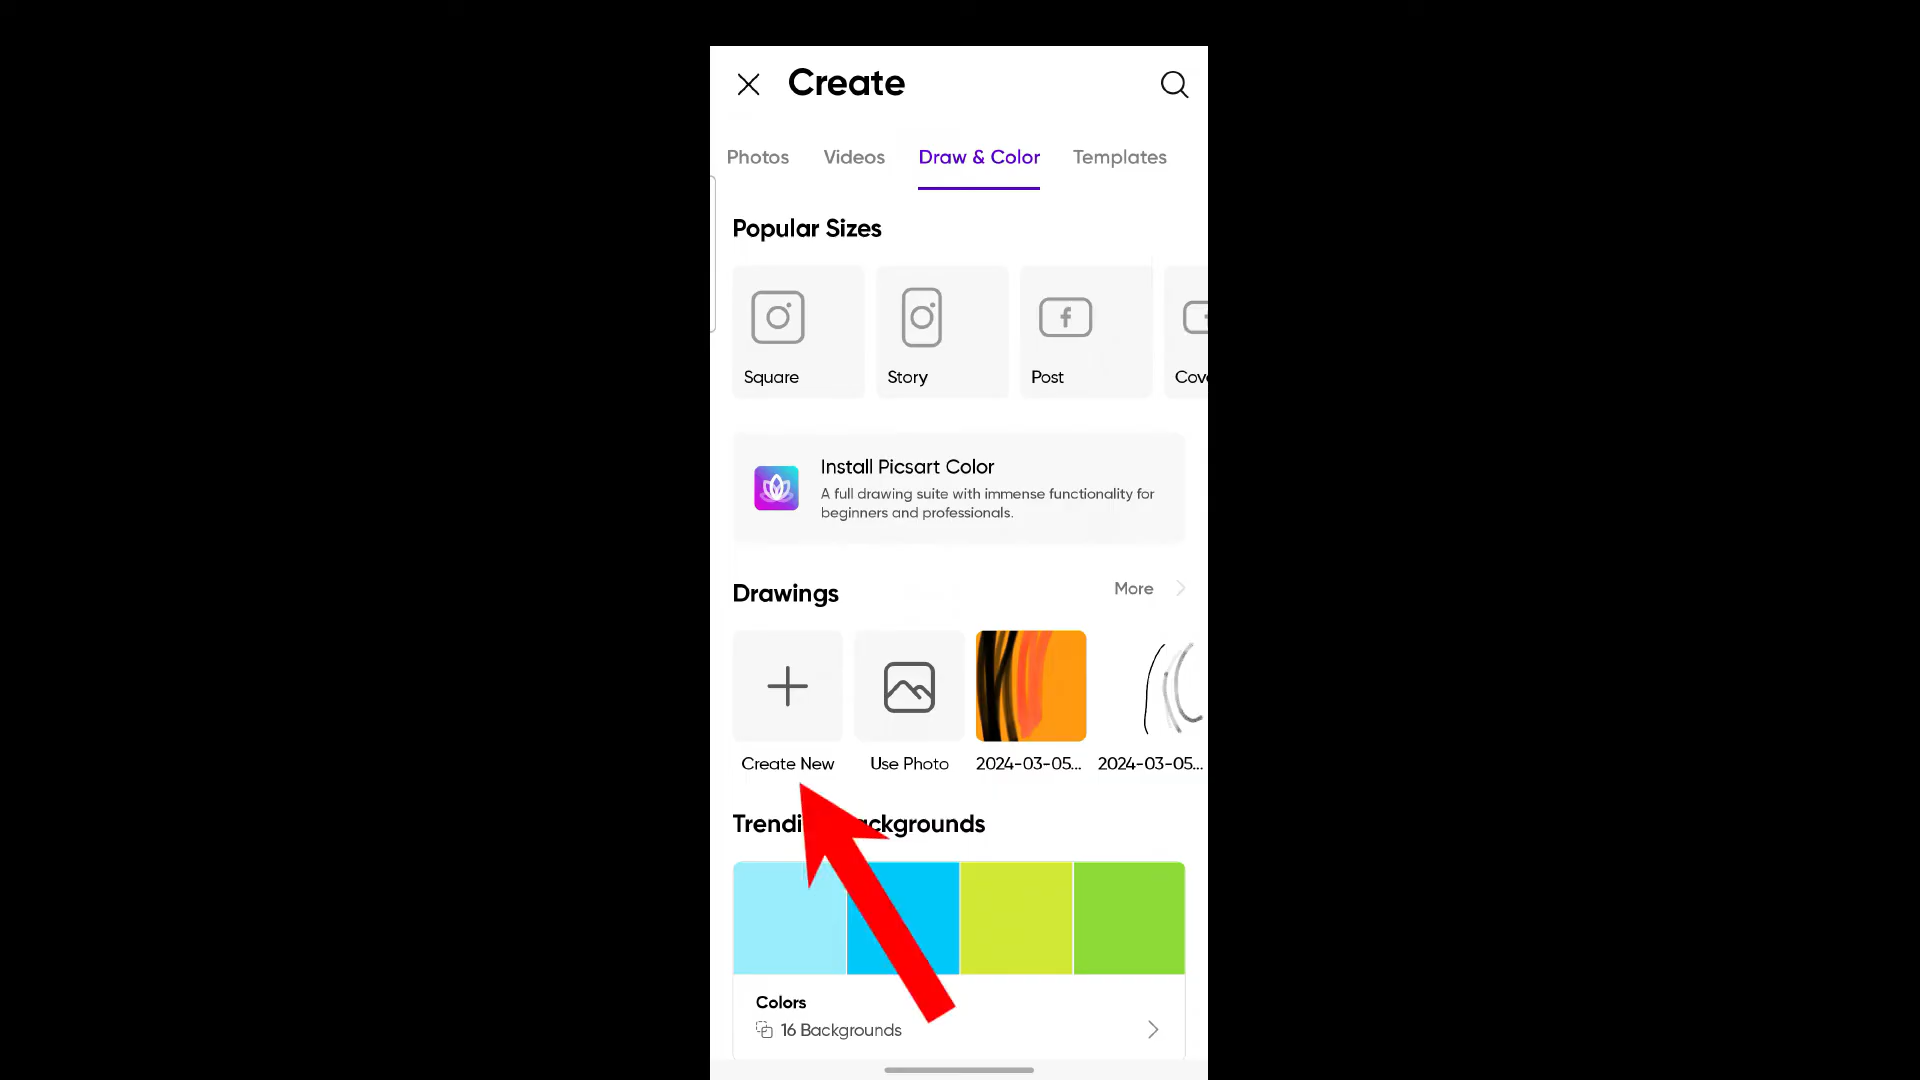 Create
Photos Videos Draw & Color Templates
Popular Sizes
Square Story Post
Install Picsart Color
A full drawing suite with immense functionality for
beginners and professionals.
Drawings More
Create New Use Photo 2024-03-05... 2024-03-05...
Colors
16 Backgrounds